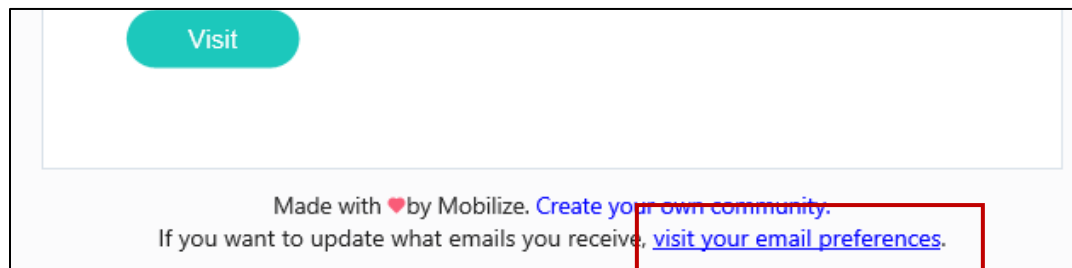 Visit
Made with ❤by Mobilize. Create your own community.
If you want to update what emails you receive, visit your email preferences.